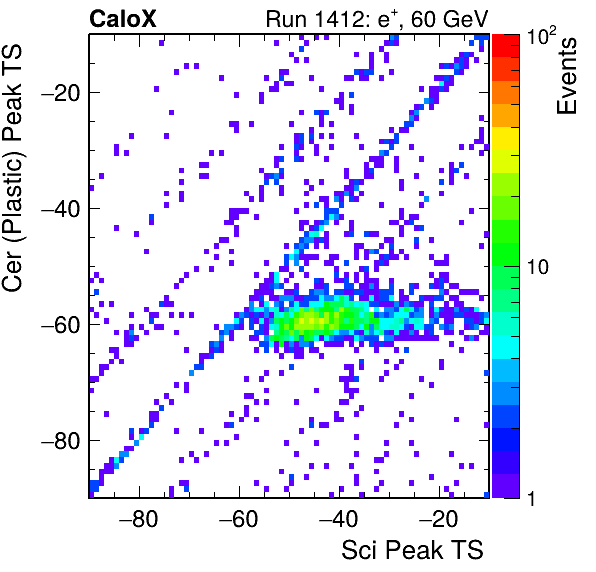 CaloX Run 1412: e⁺, 60 GeV
Cer (Plastic) Peak TS
−20
−40
−60
−80
−80 −60 −40 −20
Sci Peak TS
10²
10
1
Events